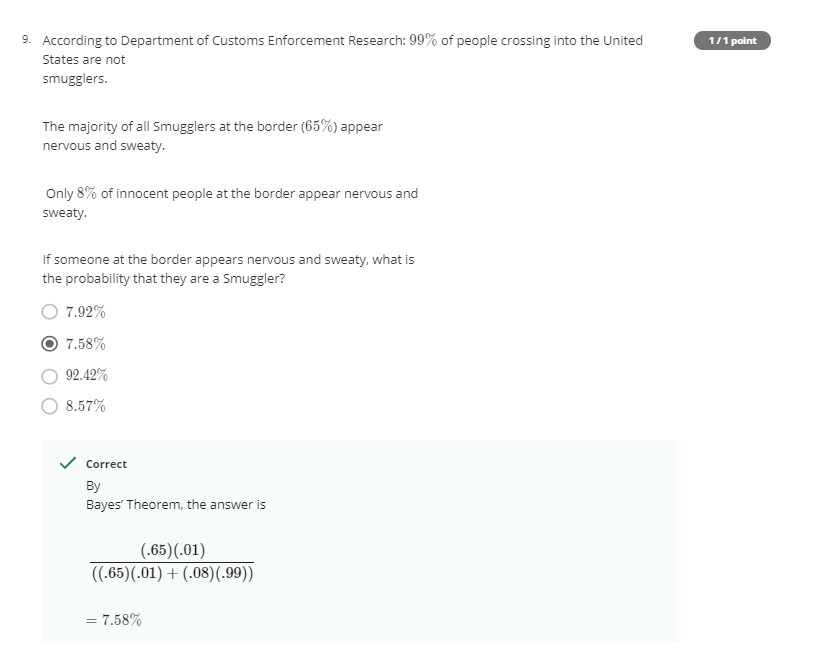 9. According to Department of Customs Enforcement Research: 99% of people crossing into the United
1 / 1 point
States are not
smugglers.
The majority of all Smugglers at the border (65%) appear
nervous and sweaty.
Only 8% of innocent people at the border appear nervous and
sweaty.
If someone at the border appears nervous and sweaty, what is
the probability that they are a Smuggler?
7.92%
7.58%
92.42%
8.57%
Correct
By
Bayes' Theorem, the answer is
(.65)(.01)
((.65)(.01) + (.08)(.99))
= 7.58%